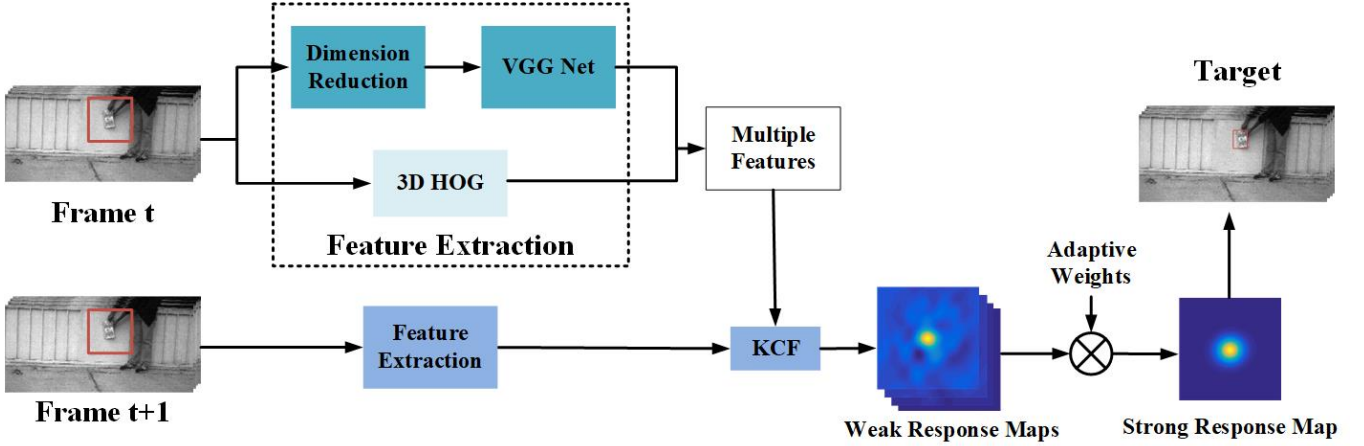 Dimension
Reduction
VGG Net
Target
Multiple
Features
3D HOG
Frame t
Feature Extraction
Adaptive
Weights
Feature
Extraction
KCF
Frame t+1
Weak Response Maps
Strong Response Map